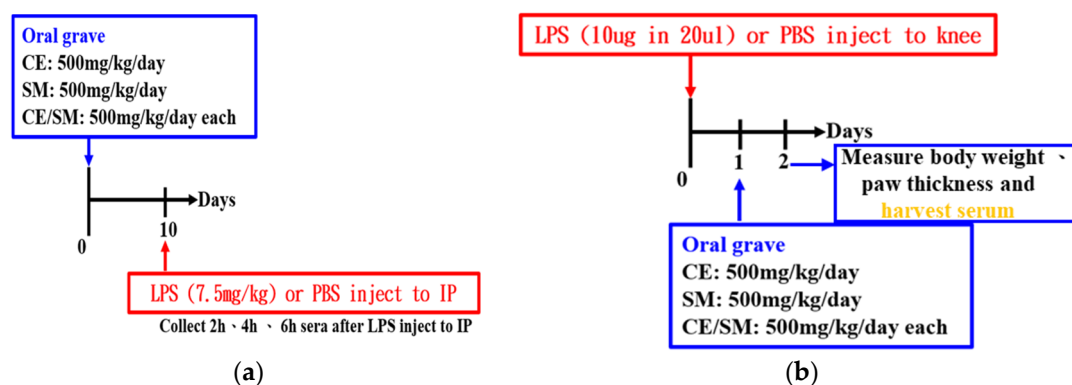 Oral grave
CE: 500mg/kg/day
SM: 500mg/kg/day
CE/SM: 500mg/kg/day each
Days
0
10
LPS (7.5mg/kg) or PBS inject to IP
Collect 2h、4h 、 6h sera after LPS inject to IP
(a)
LPS (10ug in 20ul) or PBS inject to knee
Days
0
1
2
Measure body weight 、
paw thickness and
harvest serum
Oral grave
CE: 500mg/kg/day
SM: 500mg/kg/day
CE/SM: 500mg/kg/day each
(b)